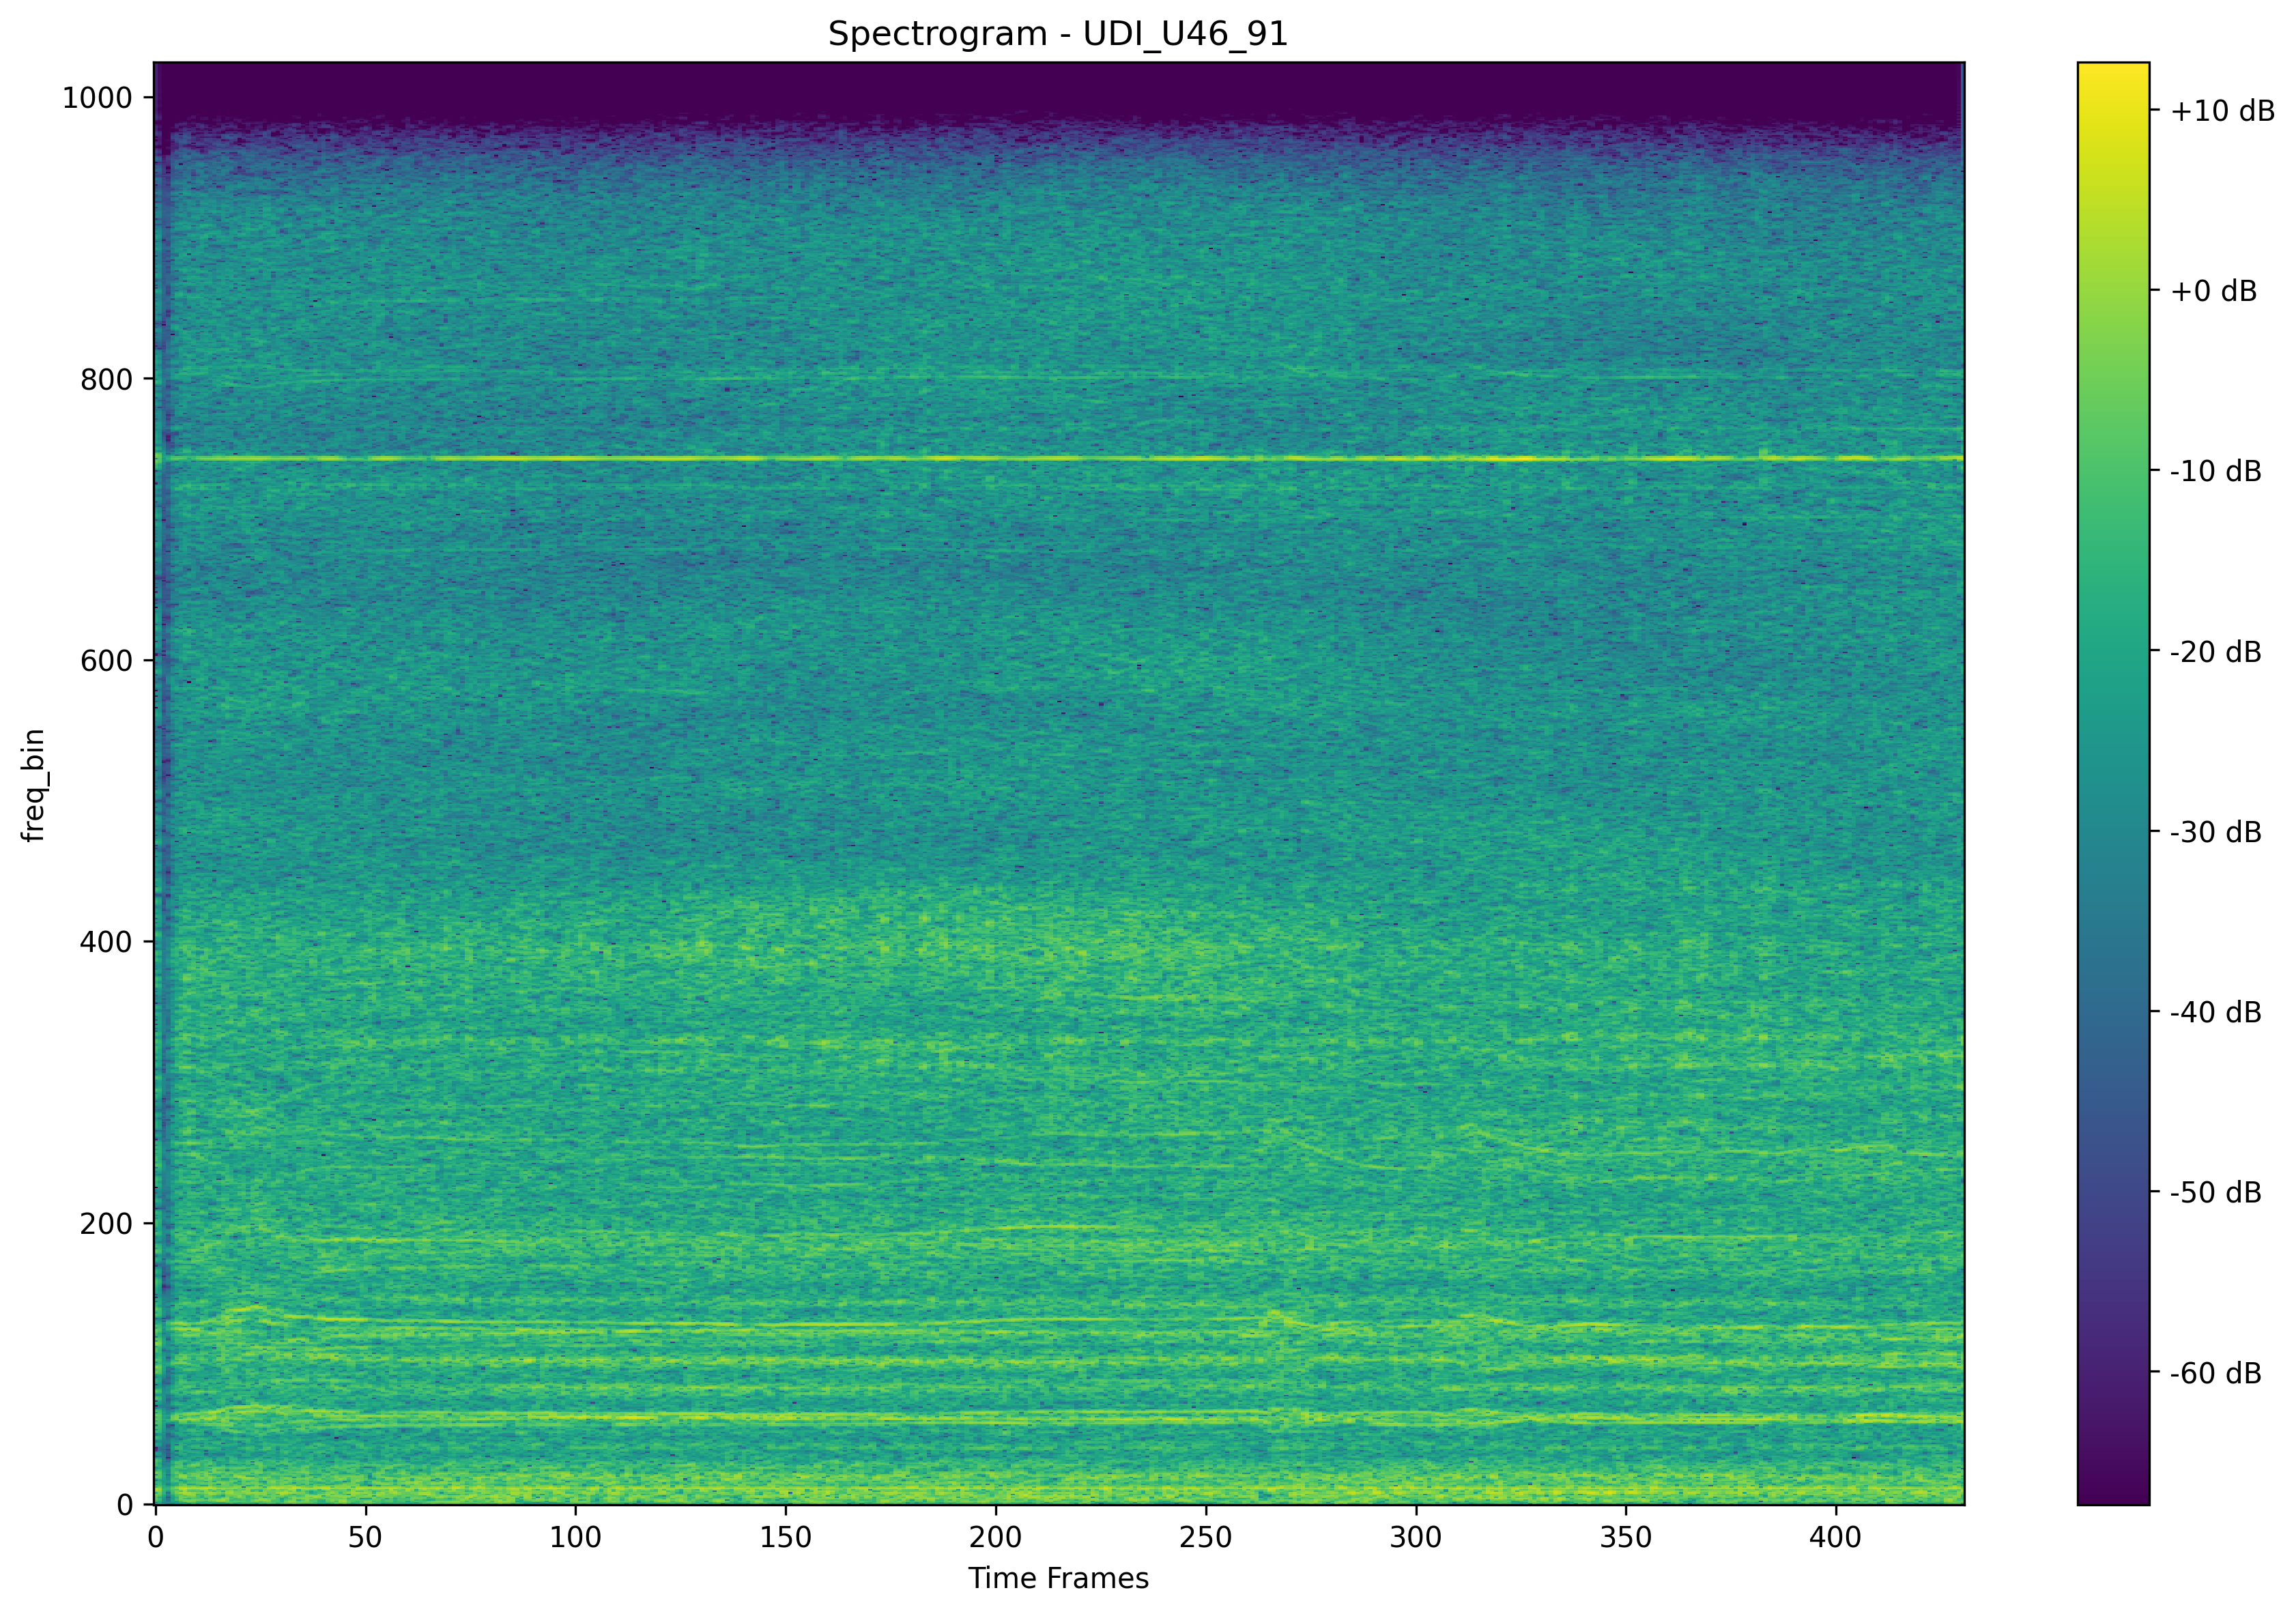 Spectrogram - UDI_U46_91
freq_bin
1000
800
600
400
200
0
0 50 100 150 200 250 300 350 400
Time Frames
+10 dB
+0 dB
-10 dB
-20 dB
-30 dB
-40 dB
-50 dB
-60 dB